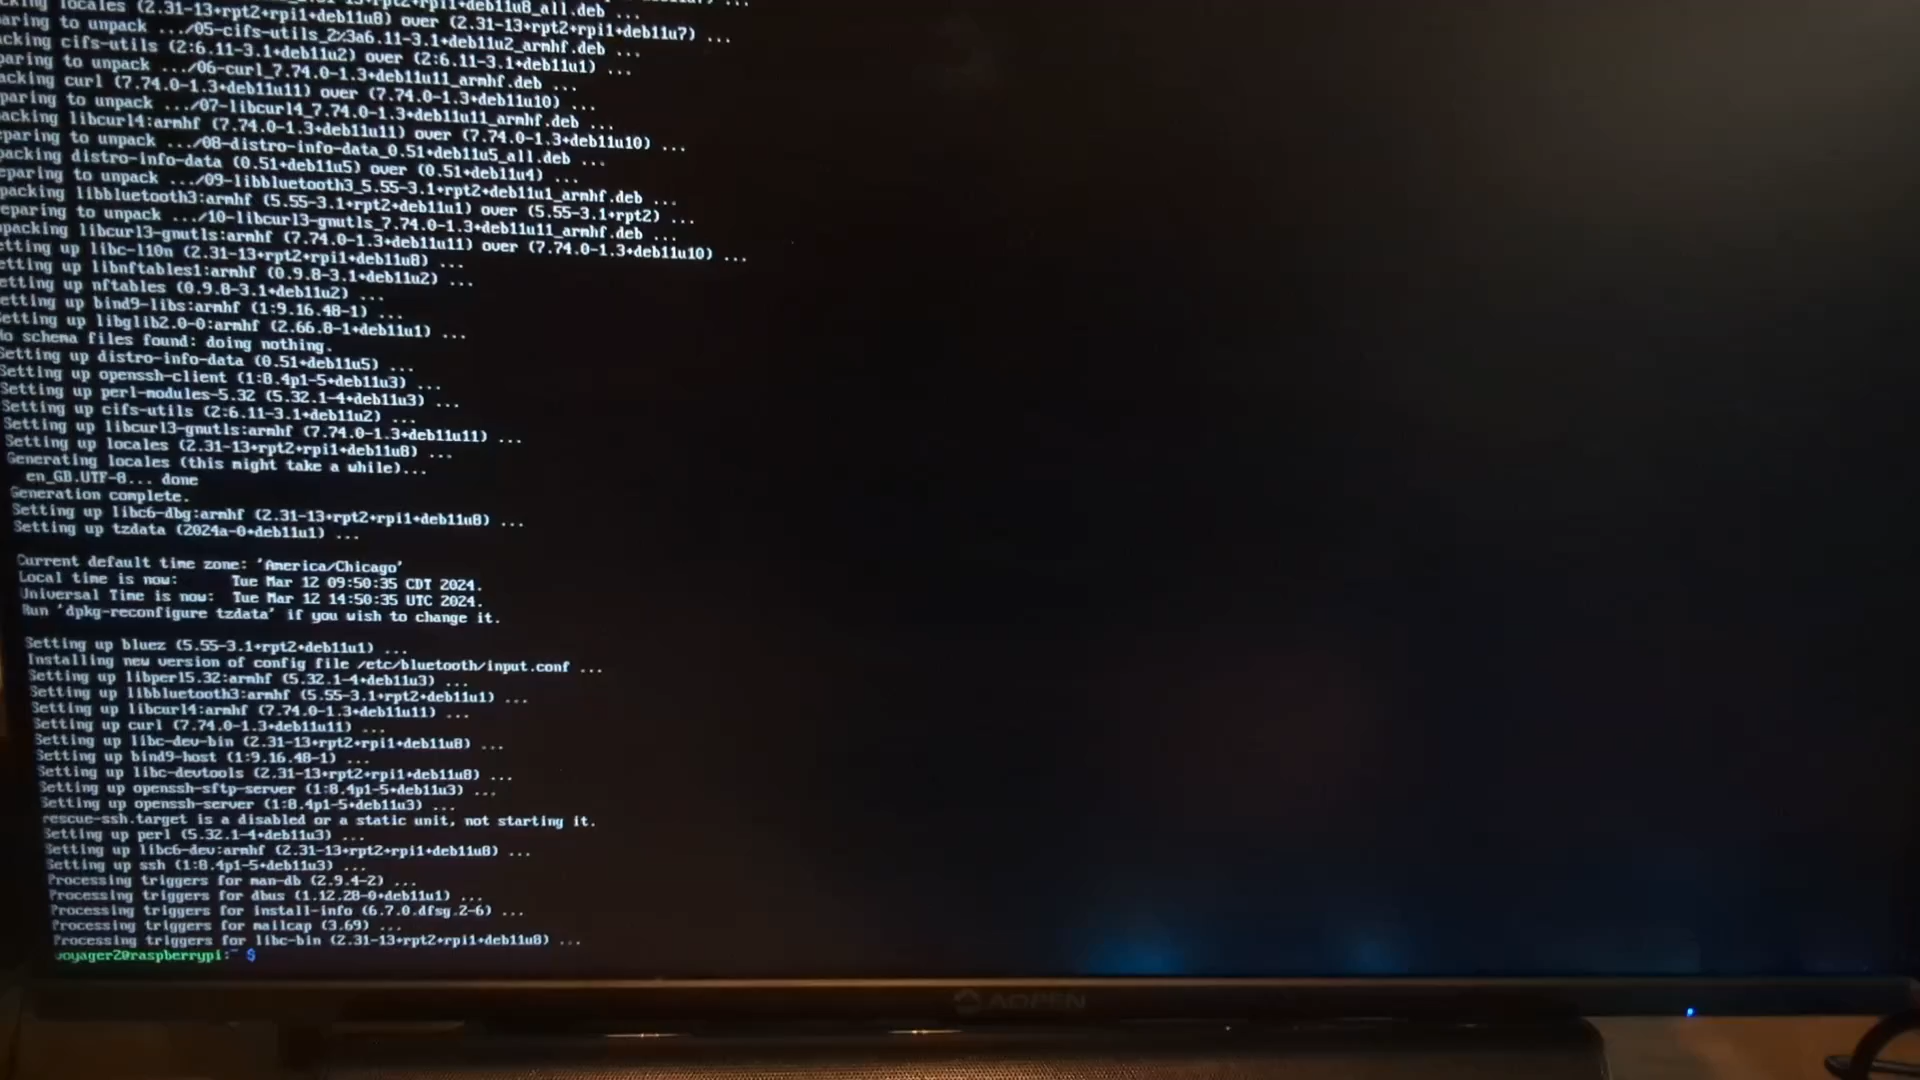 cking locales (2.31-13+rpt2+rpi1+deb11u8) over (2.31-13+rpt2+rpi1+deb11u7) ...
aring to unpack .../05-cifs-utils_2%3a6.11-3.1+deb11u2_armhf.deb ...
acking cifs-utils (2:6.11-3.1+deb11u2) over (2:6.11-3.1+deb11u1) ...
paring to unpack .../06-curl_7.74.0-1.3+deb11u11_armhf.deb ...
acking curl (7.74.0-1.3+deb11u11) over (7.74.0-1.3+deb11u10) ...
paring to unpack .../07-libcurl4_7.74.0-1.3+deb11u11_armhf.deb ...
acking libcurl4:armhf (7.74.0-1.3+deb11u11) over (7.74.0-1.3+deb11u10) ...
eparing to unpack .../08-distro-info-data_0.51+deb11u5_all.deb ...
packing distro-info-data (0.51+deb11u5) over (0.51+deb11u4) ...
eparing to unpack .../09-libbluetooth3_5.55-3.1+rpt2+deb11u1_armhf.deb ...
packing libbluetooth3:armhf (5.55-3.1+rpt2+deb11u1) over (5.55-3.1+rpt2) ...
eparing to unpack .../10-libcurl3-gnutls_7.74.0-1.3+deb11u11_armhf.deb ...
packing libcurl3-gnutls:armhf (7.74.0-1.3+deb11u11) over (7.74.0-1.3+deb11u10) ...
etting up libc-l10n (2.31-13+rpt2+rpi1+deb11u8) ...
etting up libnftables1:armhf (0.9.8-3.1+deb11u2) ...
etting up nftables (0.9.8-3.1+deb11u2) ...
etting up bind9-libs:armhf (1:9.16.48-1) ...
Setting up libglib2.0-0:armhf (2.66.8-1+deb11u1) ...
No schema files found: doing nothing.
Setting up distro-info-data (0.51+deb11u5) ...
Setting up openssh-client (1:8.4p1-5+deb11u3) ...
Setting up perl-modules-5.32 (5.32.1-4+deb11u3) ...
Setting up cifs-utils (2:6.11-3.1+deb11u2) ...
Setting up libcurl3-gnutls:armhf (7.74.0-1.3+deb11u11) ...
Setting up locales (2.31-13+rpt2+rpi1+deb11u8) ...
Generating locales (this might take a while)...
en_GB.UTF-8... done
Generation complete.
Setting up libc6-dbg:armhf (2.31-13+rpt2+rpi1+deb11u8) ...
Setting up tzdata (2024a-0+deb11u1) ...
Current default time zone: 'America/Chicago'
Local time is now: Tue Mar 12 09:50:35 CDT 2024.
Universal Time is now: Tue Mar 12 14:50:35 UTC 2024.
Run 'dpkg-reconfigure tzdata' if you wish to change it.
Setting up bluez (5.55-3.1+rpt2+deb11u1) ...
Installing new version of config file /etc/bluetooth/input.conf ...
Setting up libperl5.32:armhf (5.32.1-4+deb11u3) ...
Setting up libbluetooth3:armhf (5.55-3.1+rpt2+deb11u1) ...
Setting up libcurl4:armhf (7.74.0-1.3+deb11u11) ...
Setting up curl (7.74.0-1.3+deb11u11) ...
Setting up libc-dev-bin (2.31-13+rpt2+rpi1+deb11u8) ...
Setting up bind9-host (1:9.16.48-1) ...
Setting up libc-devtools (2.31-13+rpt2+rpi1+deb11u8) ...
Setting up openssh-sftp-server (1:8.4p1-5+deb11u3) ...
Setting up openssh-server (1:8.4p1-5+deb11u3) ...
rescue-ssh.target is a disabled or a static unit, not starting it.
Setting up perl (5.32.1-4+deb11u3) ...
Setting up libc6-dev:armhf (2.31-13+rpt2+rpi1+deb11u8) ...
Setting up ssh (1:8.4p1-5+deb11u3) ...
Processing triggers for man-db (2.9.4-2) ...
Processing triggers for dbus (1.12.28-0+deb11u1) ...
Processing triggers for install-info (6.7.0.dfsg.2-6) ...
Processing triggers for mailcap (3.69) ...
Processing triggers for libc-bin (2.31-13+rpt2+rpi1+deb11u8) ...
voyager2@raspberrypi:~ $
AOPEN